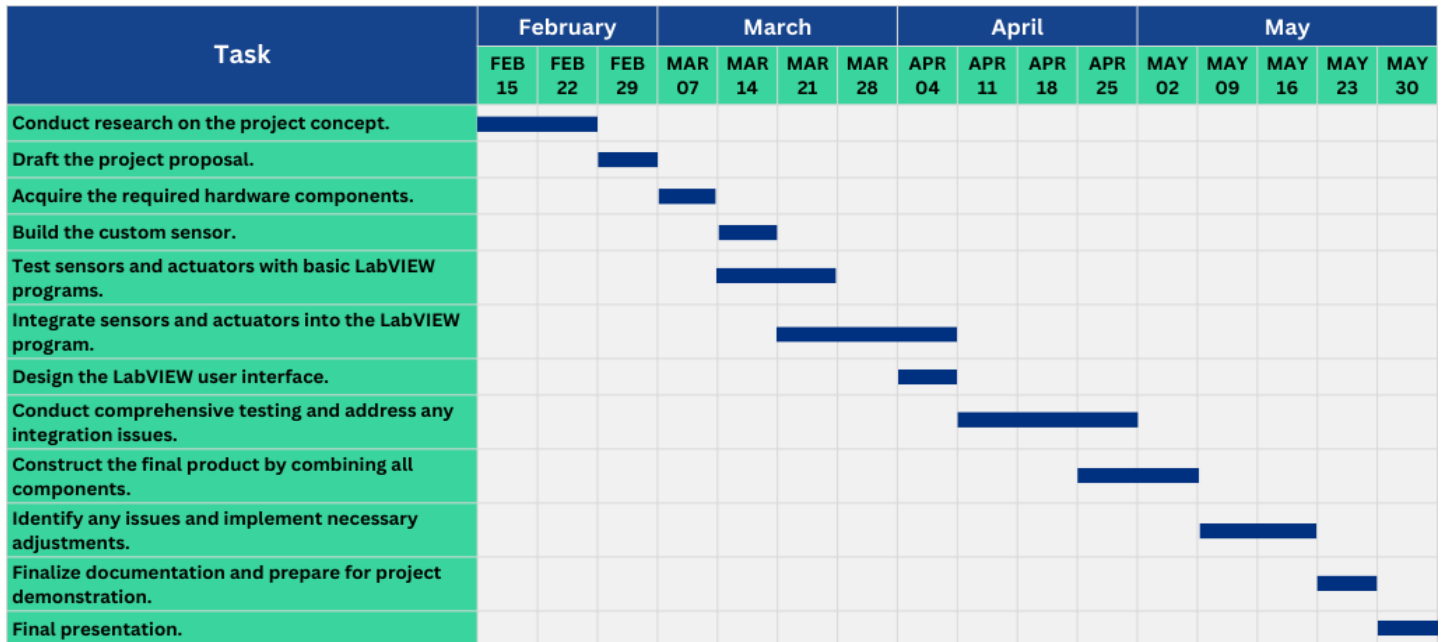 Task
February March April May
FEB FEB FEB MAR MAR MAR MAR APR APR APR APR MAY MAY MAY MAY MAY
15 22 29 07 14 21 28 04 11 18 25 02 09 16 23 30
Conduct research on the project concept.
Draft the project proposal.
Acquire the required hardware components.
Build the custom sensor.
Test sensors and actuators with basic LabVIEW
programs.
Integrate sensors and actuators into the LabVIEW
program.
Design the LabVIEW user interface.
Conduct comprehensive testing and address any
integration issues.
Construct the final product by combining all
components.
Identify any issues and implement necessary
adjustments.
Finalize documentation and prepare for project
demonstration.
Final presentation.